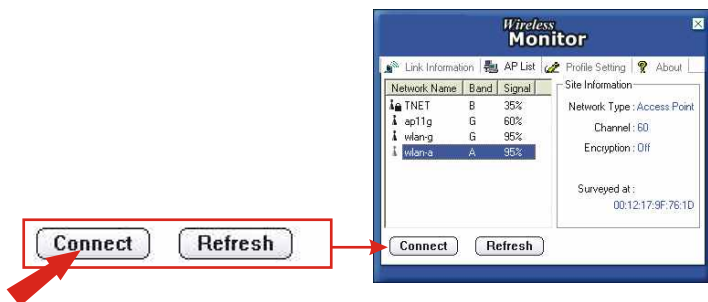 Wireless
Monitor
Link Information AP List Profile Setting About
Network Name Band Signal
TNET B 35%
ap11g G 60%
wlan-g G 95%
wlan-a A 95%
Site Information
Network Type : Access Point
Channel : 60
Encryption : Off
Surveyed at :
00:12:17:9F:76:1D
Connect Refresh
Connect Refresh